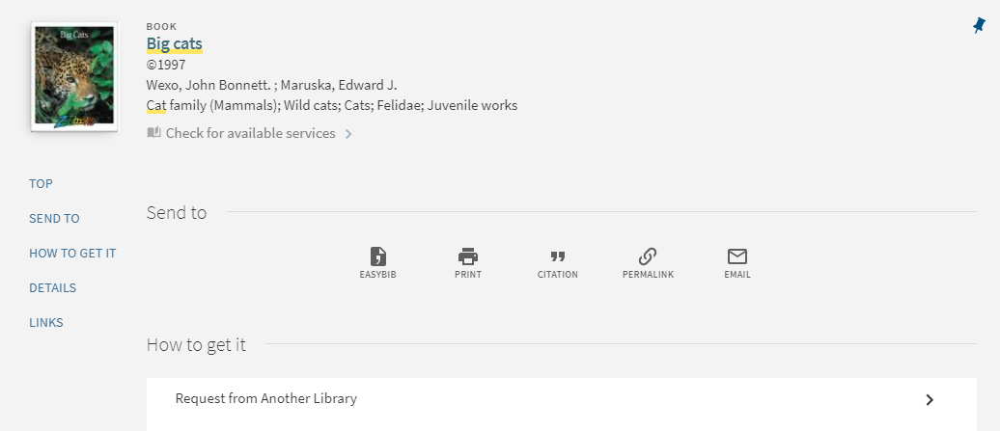 Big Cats
BOOK
Big cats
©1997
Wexo, John Bonnett. ; Maruska, Edward J.
Cat family (Mammals); Wild cats; Cats; Felidae; Juvenile works
Check for available services
TOP
SEND TO
HOW TO GET IT
DETAILS
LINKS
Send to
EASYBIB
PRINT
CITATION
PERMALINK
EMAIL
How to get it
Request from Another Library